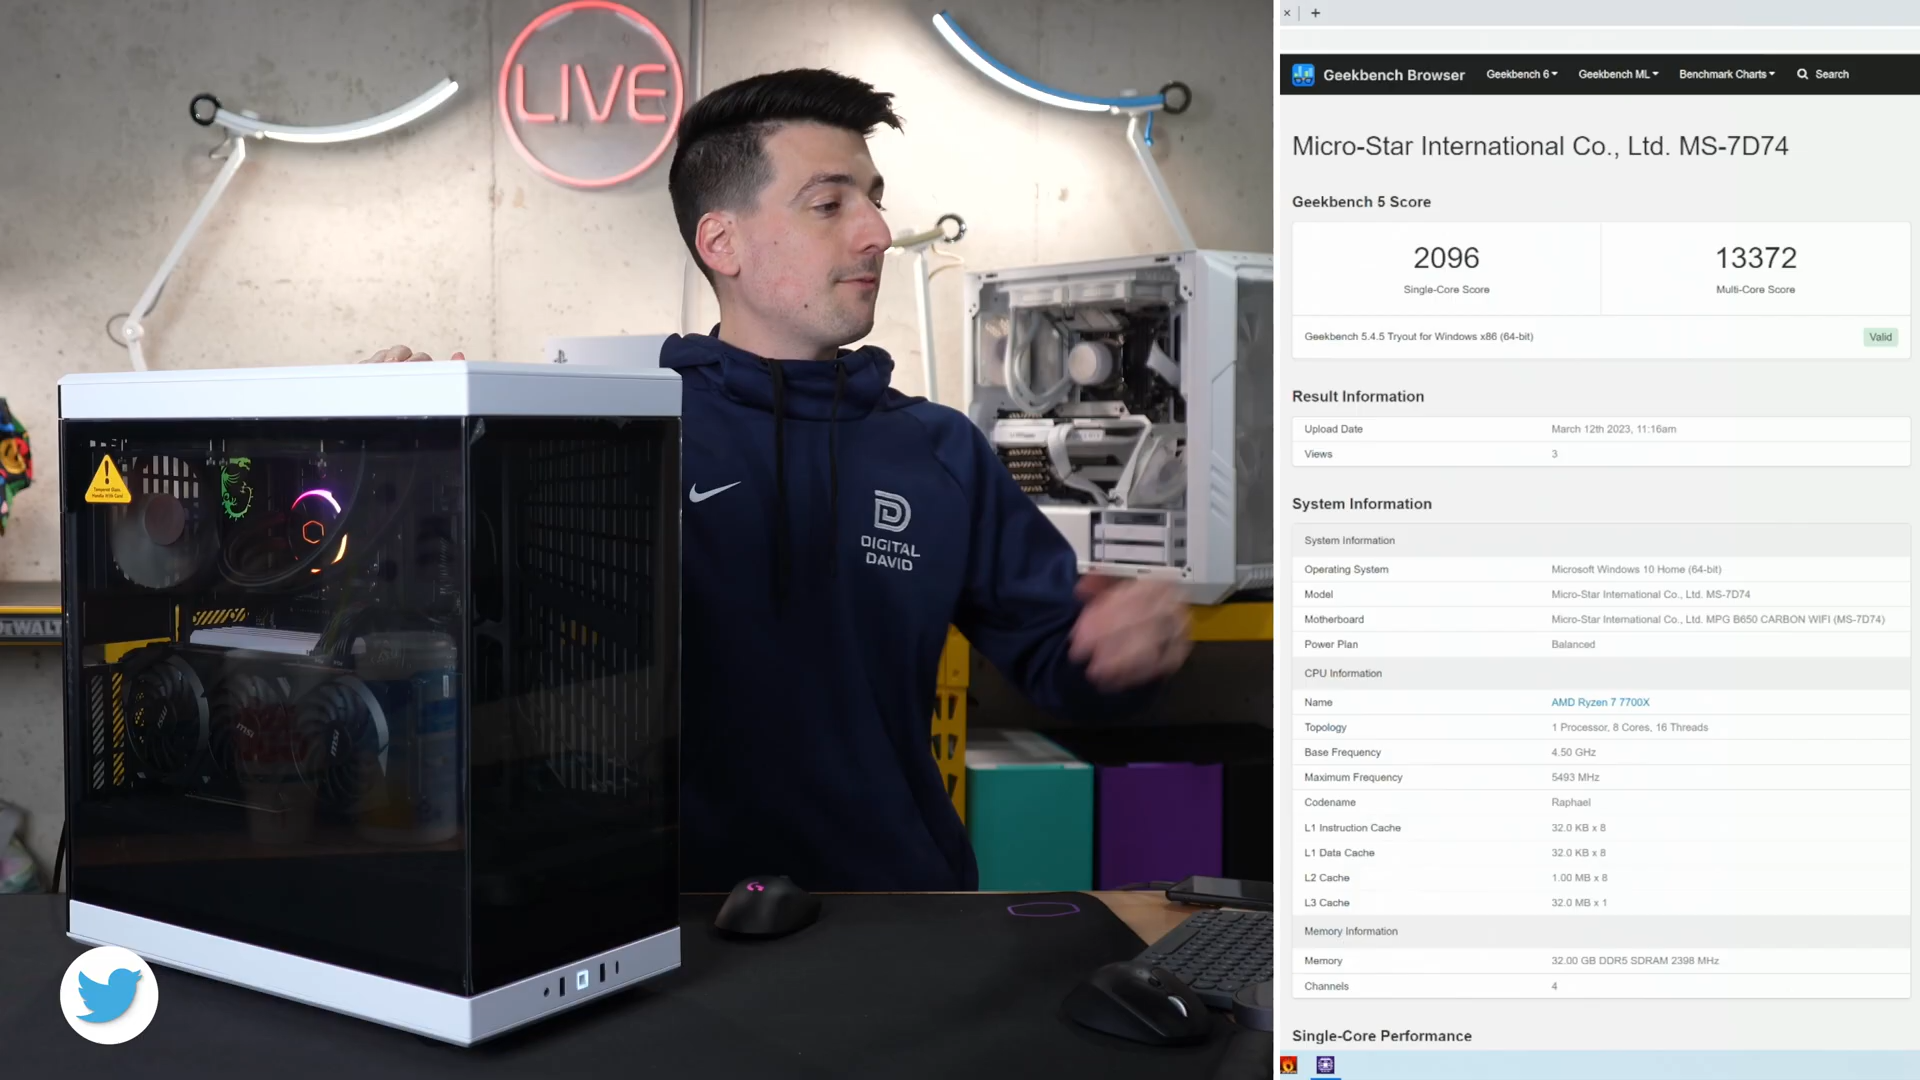 LIVE
DIGITAL
DAVID
DEWALT
msi
msi
msi
× +
Geekbench Browser Geekbench 6 Geekbench ML Benchmark Charts Search
Micro-Star International Co., Ltd. MS-7D74
Geekbench 5 Score
2096 13372
Single-Core Score Multi-Core Score
Geekbench 5.4.5 Tryout for Windows x86 (64-bit) Valid
Result Information
Upload Date March 12th 2023, 11:16am
Views 3
System Information
System Information
Operating System Microsoft Windows 10 Home (64-bit)
Model Micro-Star International Co., Ltd. MS-7D74
Motherboard Micro-Star International Co., Ltd. MPG B650 CARBON WIFI (MS-7D74)
Power Plan Balanced
CPU Information
Name AMD Ryzen 7 7700X
Topology 1 Processor, 8 Cores, 16 Threads
Base Frequency 4.50 GHz
Maximum Frequency 5493 MHz
Codename Raphael
L1 Instruction Cache 32.0 KB x 8
L1 Data Cache 32.0 KB x 8
L2 Cache 1.00 MB x 8
L3 Cache 32.0 MB x 1
Memory Information
Memory 32.00 GB DDR5 SDRAM 2398 MHz
Channels 4
Single-Core Performance